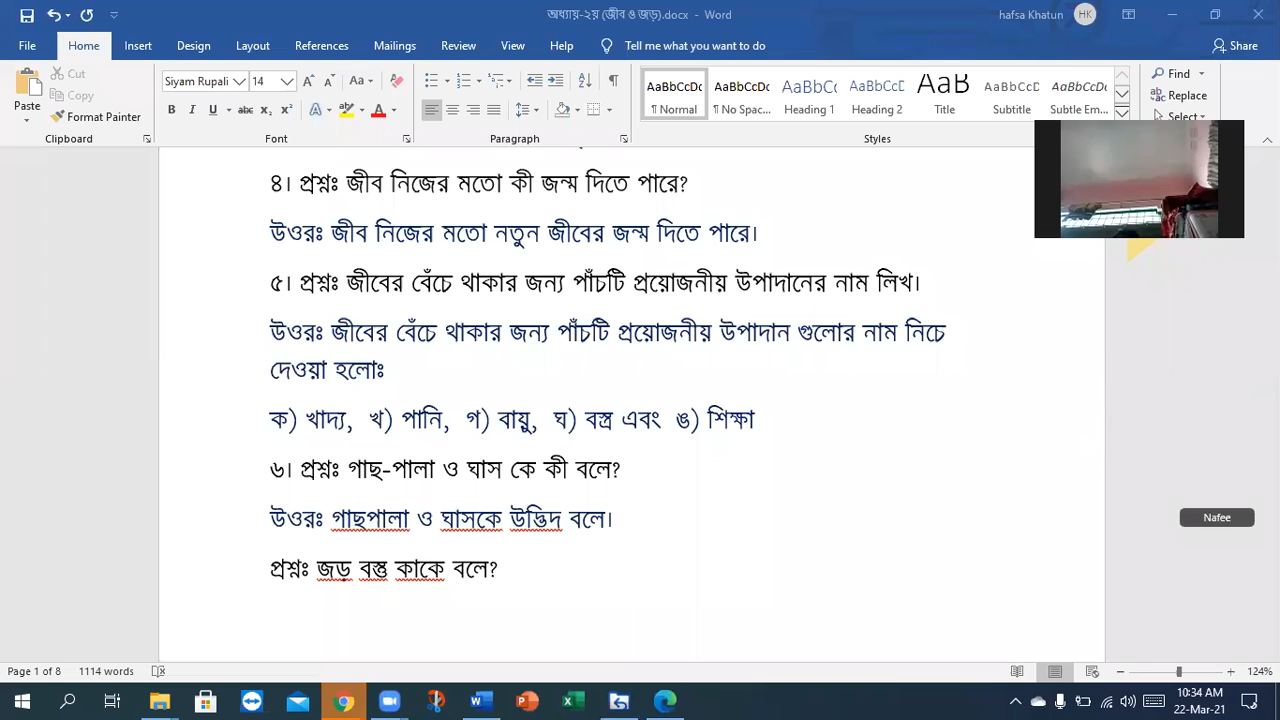 অধ্যায়-২য় (জীব ও জড়).docx - Word
hafsa Khatun HK
File Home Insert Design Layout References Mailings Review View Help Tell me what you want to do Share
Paste Cut Copy Format Painter
Siyam Rupali 14
AaBbCcDc AaBbCcDc AaBbCc AaBbCcC AaB AaBbCcD AaBbCcD
¶ Normal ¶ No Spac... Heading 1 Heading 2 Title Subtitle Subtle Em...
Find Replace Select
Clipboard Font Paragraph Styles
৪। প্রশ্নঃ জীব নিজের মতো কী জন্ম দিতে পারে?
উওরঃ জীব নিজের মতো নতুন জীবের জন্ম দিতে পারে।
৫। প্রশ্নঃ জীবের বেঁচে থাকার জন্য পাঁচটি প্রয়োজনীয় উপাদানের নাম লিখ।
উওরঃ জীবের বেঁচে থাকার জন্য পাঁচটি প্রয়োজনীয় উপাদান গুলোর নাম নিচে
দেওয়া হলোঃ
ক) খাদ্য, খ) পানি, গ) বায়ু, ঘ) বস্ত্র এবং ঙ) শিক্ষা
৬। প্রশ্নঃ গাছ-পালা ও ঘাস কে কী বলে?
উওরঃ গাছপালা ও ঘাসকে উদ্ভিদ বলে।
Nafee
প্রশ্নঃ জড় বস্তু কাকে বলে?
Page 1 of 8 1114 words 124%
10:34 AM
22-Mar-21